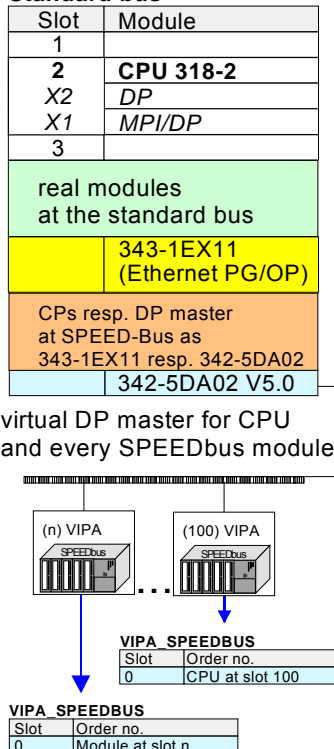 Standard bus
Slot Module
1
2 CPU 318-2
X2 DP
X1 MPI/DP
3
real modules
at the standard bus
343-1EX11
(Ethernet PG/OP)
CPs resp. DP master
at SPEED-Bus as
343-1EX11 resp. 342-5DA02
342-5DA02 V5.0
virtual DP master for CPU
and every SPEEDbus module
(n) VIPA (100) VIPA
SPEEDbus SPEEDbus
...
VIPA_SPEEDBUS
Slot Order no.
0 CPU at slot 100
VIPA_SPEEDBUS
Slot Order no.
0 Module at slot n